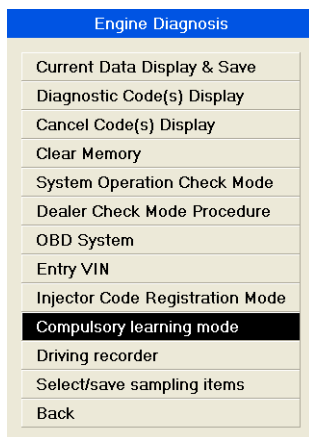 Engine Diagnosis
Current Data Display & Save
Diagnostic Code(s) Display
Cancel Code(s) Display
Clear Memory
System Operation Check Mode
Dealer Check Mode Procedure
OBD System
Entry VIN
Injector Code Registration Mode
Compulsory learning mode
Driving recorder
Select/save sampling items
Back